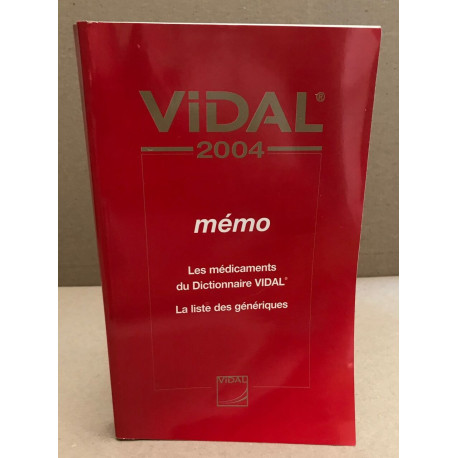 ViDAL®
2004
mémo
Les médicaments
du Dictionnaire VIDAL®
La liste des génériques
VIDAL